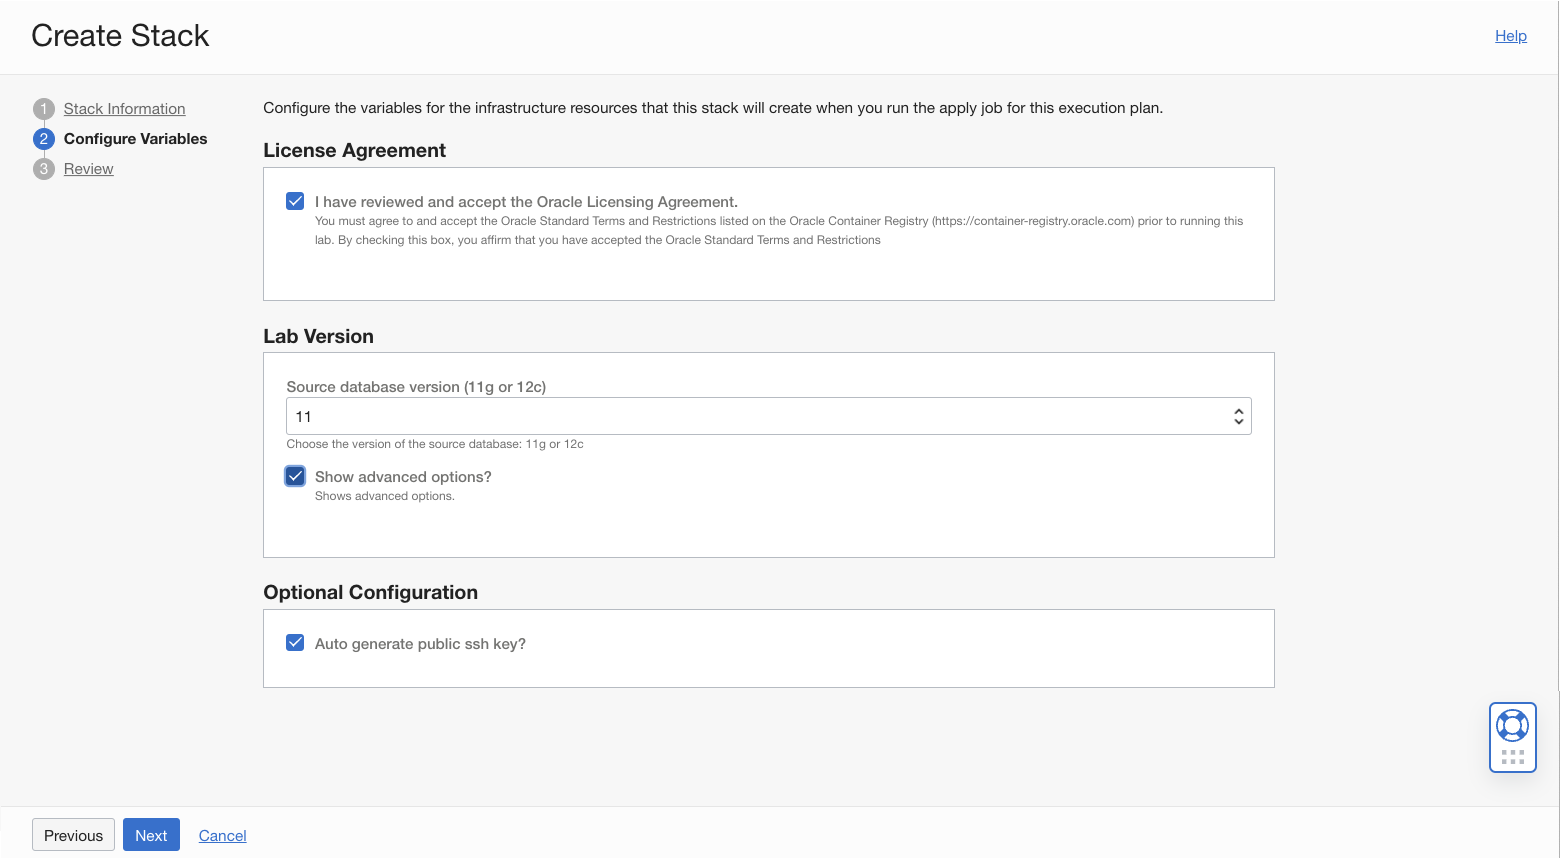 Create Stack
Help
1 Stack Information
2 Configure Variables
3 Review
Configure the variables for the infrastructure resources that this stack will create when you run the apply job for this execution plan.
License Agreement
I have reviewed and accept the Oracle Licensing Agreement.
You must agree to and accept the Oracle Standard Terms and Restrictions listed on the Oracle Container Registry (https://container-registry.oracle.com) prior to running this
lab. By checking this box, you affirm that you have accepted the Oracle Standard Terms and Restrictions
Lab Version
Source database version (11g or 12c)
11
Choose the version of the source database: 11g or 12c
Show advanced options?
Shows advanced options.
Optional Configuration
Auto generate public ssh key?
Previous Next Cancel